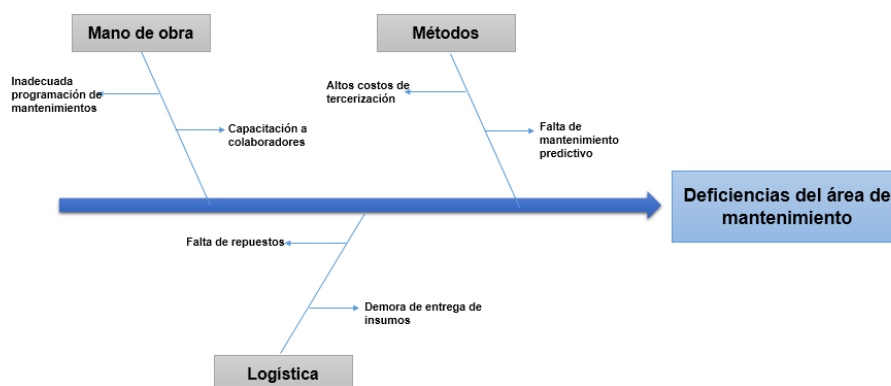 Mano de obra
Métodos
Inadecuada
programación de
mantenimientos
Capacitación a
colaboradores
Altos costos de
tercerización
Falta de
mantenimiento
predictivo
Deficiencias del área de
mantenimiento
Falta de repuestos
Demora de entrega de
insumos
Logística